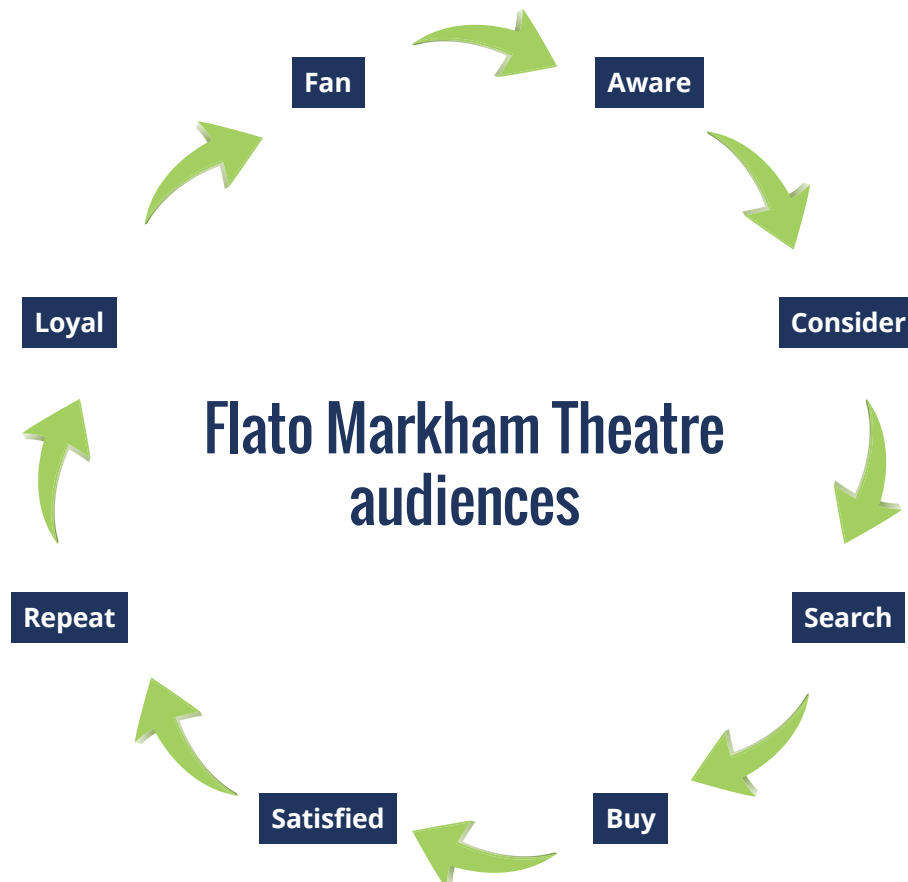 Fan
Aware
Loyal
Consider
Flato Markham Theatre
audiences
Repeat
Search
Satisfied
Buy